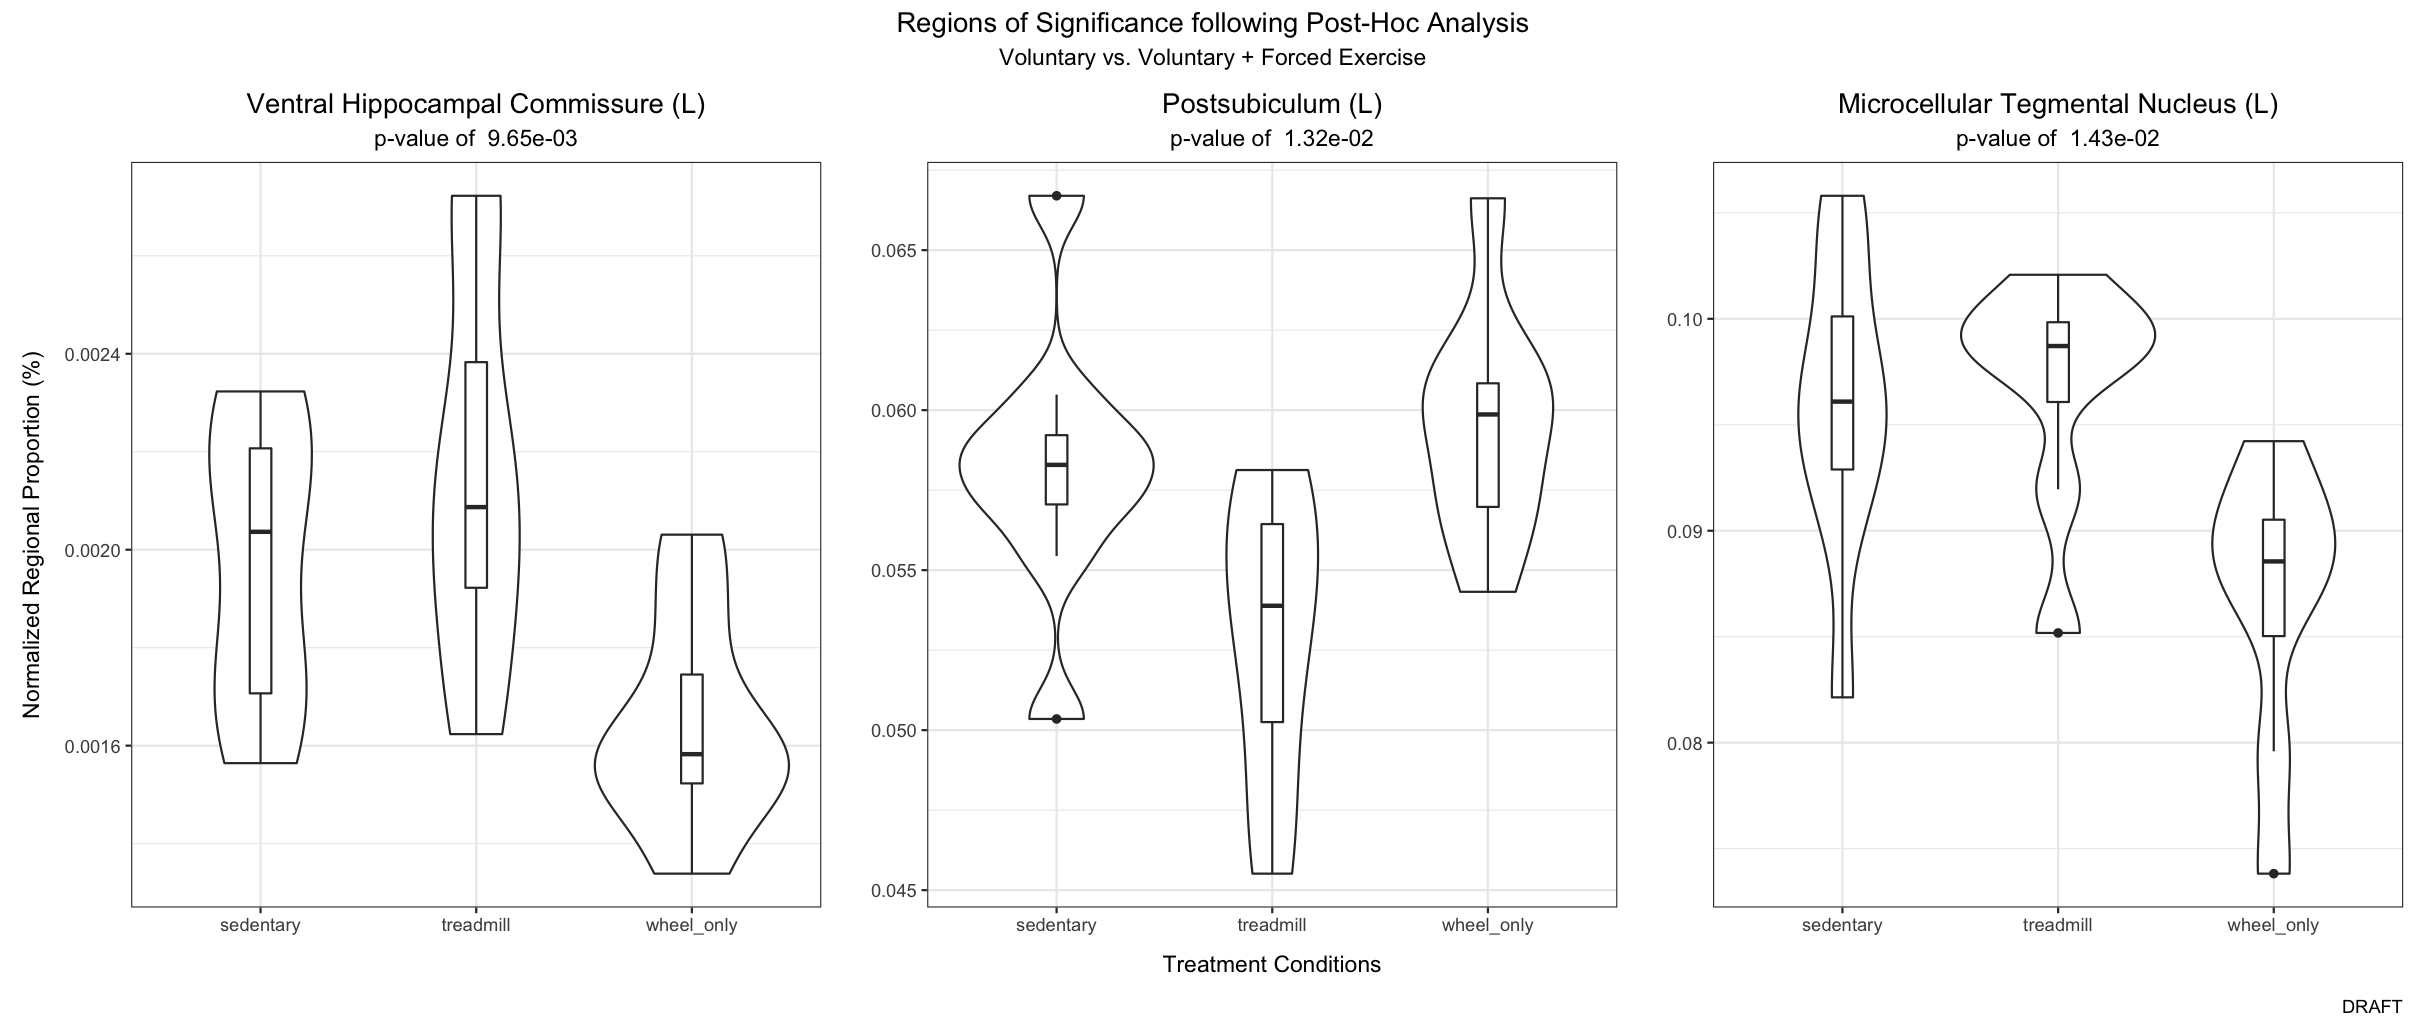 Regions of Significance following Post-Hoc Analysis
Voluntary vs. Voluntary + Forced Exercise
Ventral Hippocampal Commissure (L)
p-value of  9.65e-03
Normalized Regional Proportion (%)
0.0024
0.0020
0.0016
sedentary treadmill wheel_only
Postsubiculum (L)
p-value of  1.32e-02
0.065
0.060
0.055
0.050
0.045
sedentary treadmill wheel_only
Microcellular Tegmental Nucleus (L)
p-value of  1.43e-02
0.10
0.09
0.08
sedentary treadmill wheel_only
Treatment Conditions
DRAFT